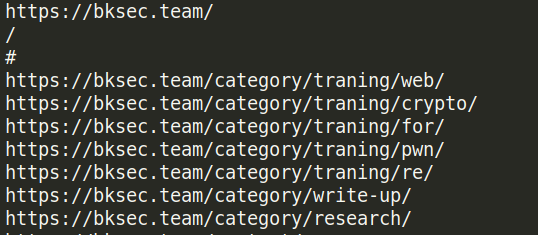 https://bksec.team/
/
#
https://bksec.team/category/traning/web/
https://bksec.team/category/traning/crypto/
https://bksec.team/category/traning/for/
https://bksec.team/category/traning/pwn/
https://bksec.team/category/traning/re/
https://bksec.team/category/write-up/
https://bksec.team/category/research/